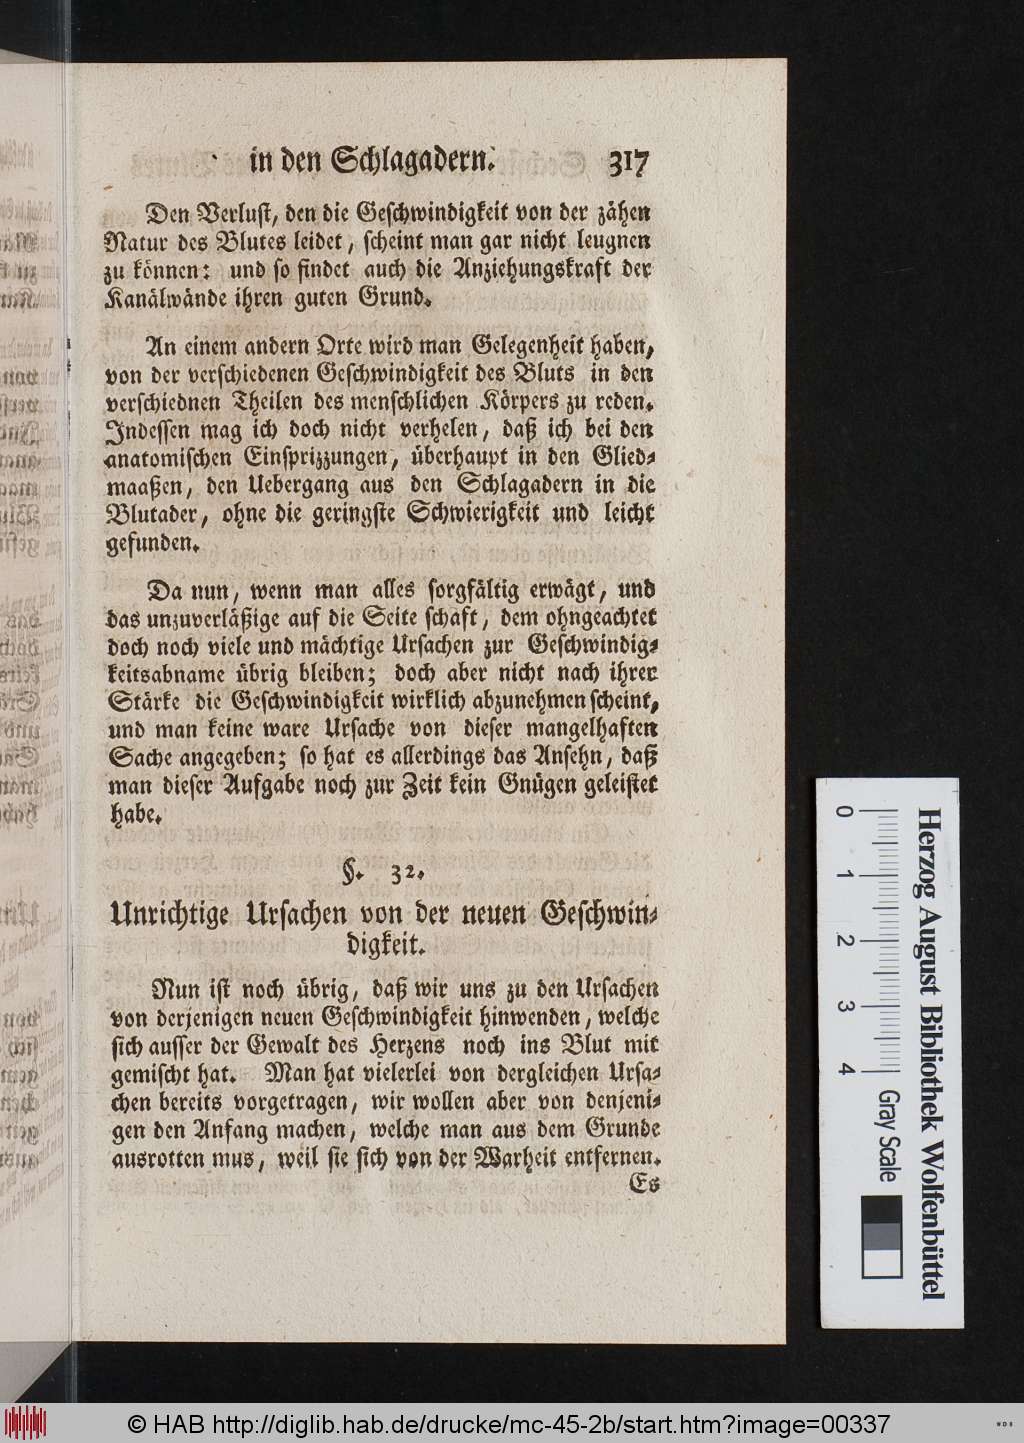 in den Schlagadern. 317
Den Verlust, den die Geschwindigkeit von der zähen
Natur des Blutes leidet, scheint man gar nicht leugnen
zu können: und so findet auch die Anziehungskraft der
Kanälwände ihren guten Grund.
An einem andern Orte wird man Gelegenheit haben,
von der verschiedenen Geschwindigkeit des Bluts in den
verschiednen Theilen des menschlichen Körpers zu reden.
Indessen mag ich doch nicht verhelen, daß ich bei den
anatomischen Einsprizzungen, überhaupt in den Glied-
maaßen, den Uebergang aus den Schlagadern in die
Blutader, ohne die geringste Schwierigkeit und leicht
gefunden.
Da nun, wenn man alles sorgfältig erwägt, und
das unzuverläßige auf die Seite schaft, dem ohngeachtet
doch noch viele und mächtige Ursachen zur Geschwindig-
keitsabname übrig bleiben; doch aber nicht nach ihrer
Stärke die Geschwindigkeit wirklich abzunehmen scheint,
und man keine ware Ursache von dieser mangelhaften
Sache angegeben; so hat es allerdings das Ansehn, daß
man dieser Aufgabe noch zur Zeit kein Gnügen geleistet
habe.
§. 32.
Unrichtige Ursachen von der neuen Geschwin-
digkeit.
Nun ist noch übrig, daß wir uns zu den Ursachen
von derjenigen neuen Geschwindigkeit hinwenden, welche
sich ausser der Gewalt des Herzens noch ins Blut mit
gemischt hat. Man hat vielerlei von dergleichen Ursa-
chen bereits vorgetragen, wir wollen aber von denjeni-
gen den Anfang machen, welche man aus dem Grunde
ausrotten mus, weil sie sich von der Warheit entfernen.
Es
0 1 2 3 4 Gray Scale
Herzog August Bibliothek Wolfenbüttel
© HAB http://diglib.hab.de/drucke/mc-45-2b/start.htm?image=00337